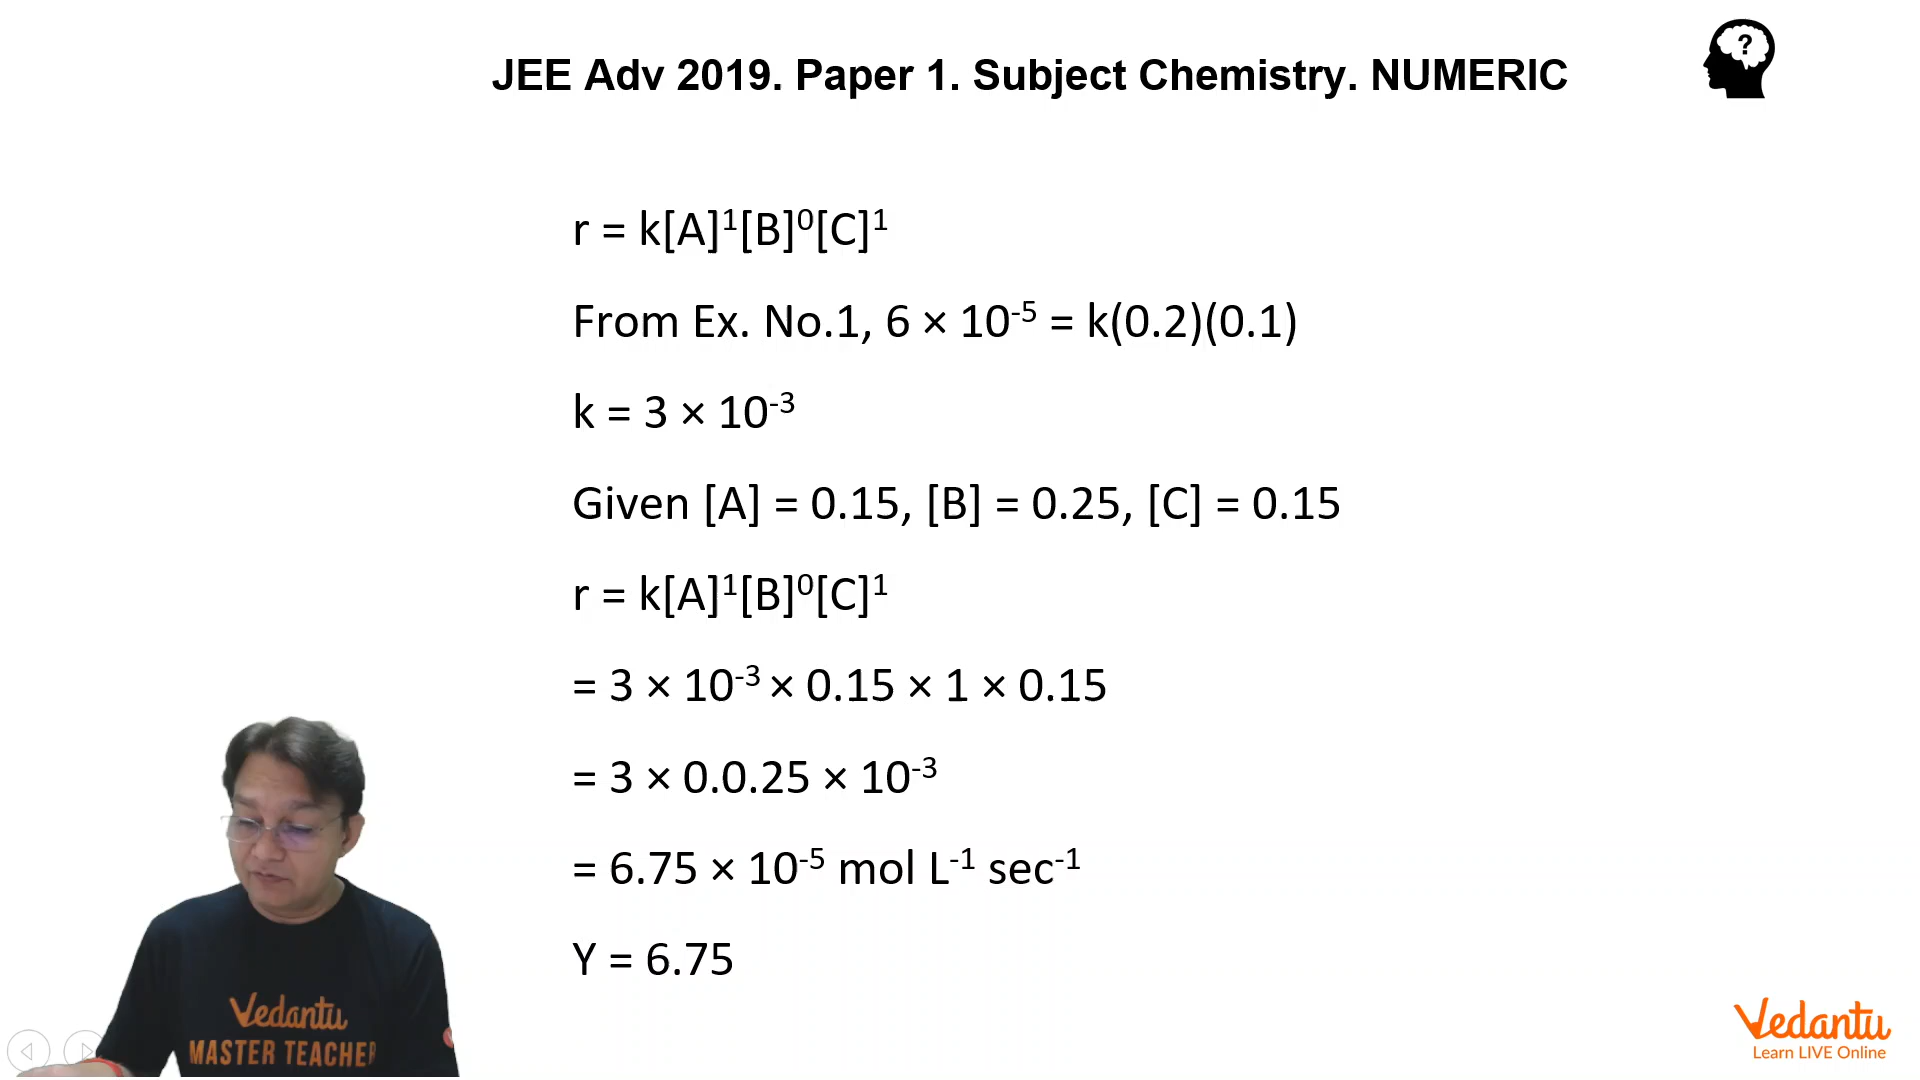 JEE Adv 2019. Paper 1. Subject Chemistry. NUMERIC
?
r = k[A]¹[B]⁰[C]¹
From Ex. No.1, 6 × 10⁻⁵ = k(0.2)(0.1)
k = 3 × 10⁻³
Given [A] = 0.15, [B] = 0.25, [C] = 0.15
r = k[A]¹[B]⁰[C]¹
= 3 × 10⁻³ × 0.15 × 1 × 0.15
= 3 × 0.0.25 × 10⁻³
= 6.75 × 10⁻⁵ mol L⁻¹ sec⁻¹
Y = 6.75
Vedantu
MASTER TEACHER
Vedantu
Learn LIVE Online